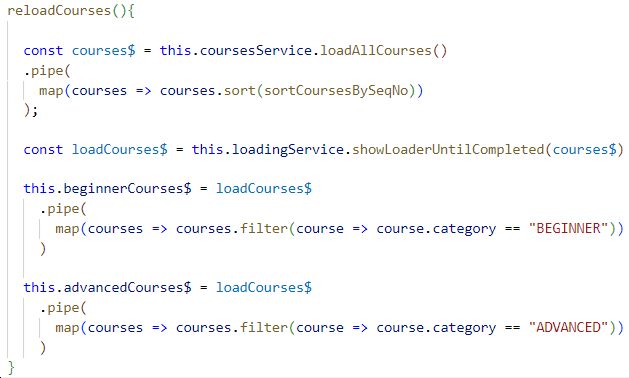 reloadCourses(){
const courses$ = this.coursesService.loadAllCourses()
.pipe(
map(courses => courses.sort(sortCoursesBySeqNo))
);
const loadCourses$ = this.loadingService.showLoaderUntilCompleted(courses$)
this.beginnerCourses$ = loadCourses$
.pipe(
map(courses => courses.filter(course => course.category == "BEGINNER"))
)
this.advancedCourses$ = loadCourses$
.pipe(
map(courses => courses.filter(course => course.category == "ADVANCED"))
)
}